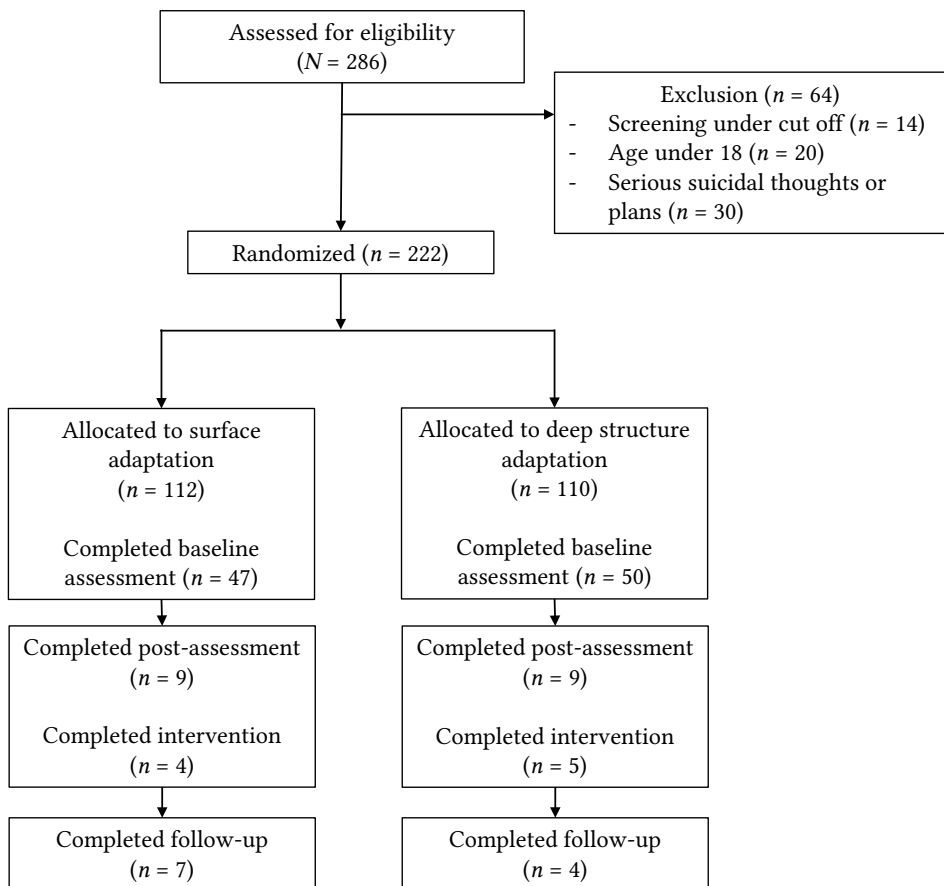 Assessed for eligibility
(N = 286)
Exclusion (n = 64)
- Screening under cut off (n = 14)
- Age under 18 (n = 20)
- Serious suicidal thoughts or
plans (n = 30)
Randomized (n = 222)
Allocated to surface
adaptation
(n = 112)
Completed baseline
assessment (n = 47)
Allocated to deep structure
adaptation
(n = 110)
Completed baseline
assessment (n = 50)
Completed post-assessment
(n = 9)
Completed intervention
(n = 4)
Completed post-assessment
(n = 9)
Completed intervention
(n = 5)
Completed follow-up
(n = 7)
Completed follow-up
(n = 4)